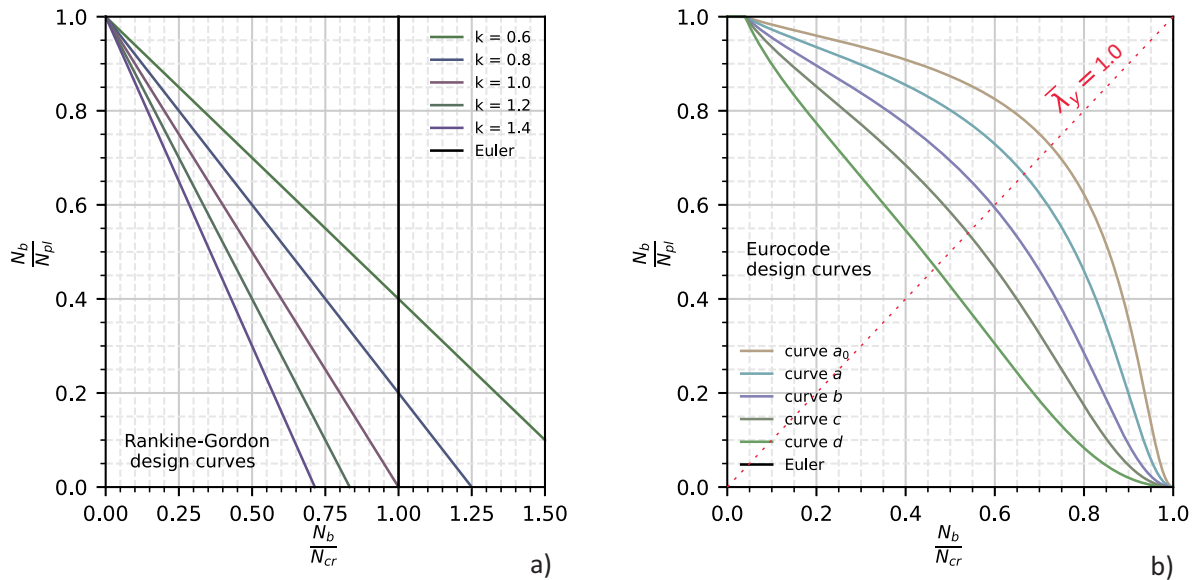 1.0
0.8
0.6
0.4
0.2
0.0
N_b
N_pl
k = 0.6
k = 0.8
k = 1.0
k = 1.2
k = 1.4
Euler
Rankine-Gordon
design curves
0.00 0.25 0.50 0.75 1.00 1.25 1.50
N_b
N_cr
a)
1.0
0.8
0.6
0.4
0.2
0.0
N_b
N_pl
λ̅_y = 1.0
Eurocode
design curves
curve a₀
curve a
curve b
curve c
curve d
Euler
0.0 0.2 0.4 0.6 0.8 1.0
N_b
N_cr
b)